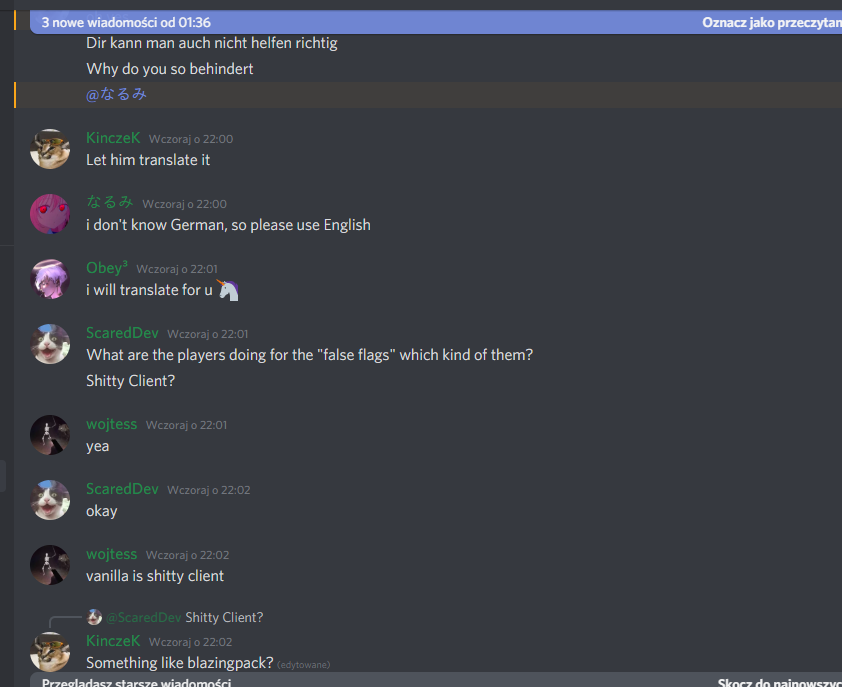 3 nowe wiadomości od 01:36 Oznacz jako przeczytan
Dir kann man auch nicht helfen richtig
Why do you so behindert
@なるみ
KinczeK Wczoraj o 22:00
Let him translate it
なるみ Wczoraj o 22:00
i don't know German, so please use English
Obey³ Wczoraj o 22:01
i will translate for u
ScaredDev Wczoraj o 22:01
What are the players doing for the "false flags" which kind of them?
Shitty Client?
wojtess Wczoraj o 22:01
yea
ScaredDev Wczoraj o 22:02
okay
wojtess Wczoraj o 22:02
vanilla is shitty client
@ScaredDev Shitty Client?
KinczeK Wczoraj o 22:02
Something like blazingpack? (edytowane)
Przeglądasz starsze wiadomości Skocz do najnowszyc